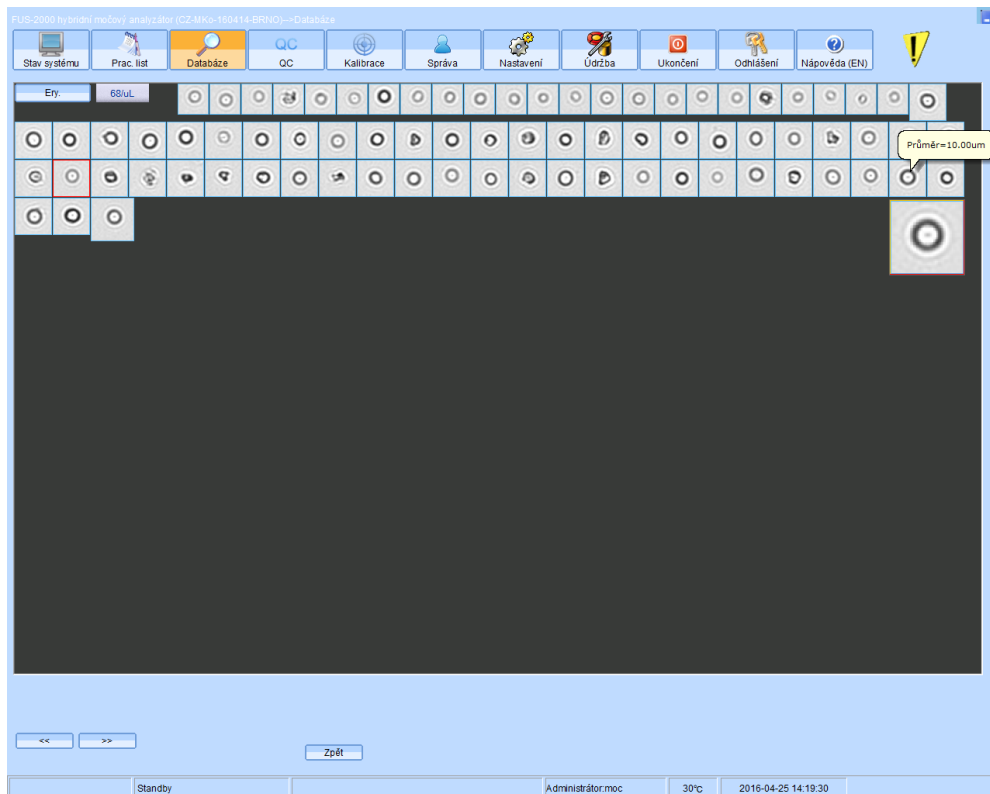 FUS-2000 hybridní močový analyzátor (CZ-MKo-160414-BRNO)-->Databáze
Stav systému
Prac. list
Databáze
QC
QC
Kalibrace
Správa
Nastavení
Údržba
Ukončení
Odhlášení
Nápověda (EN)
Ery.
68/uL
Průměr=10.00um
<<
>>
Zpět
Standby
Administrátor:moc
30℃
2016-04-25 14:19:30